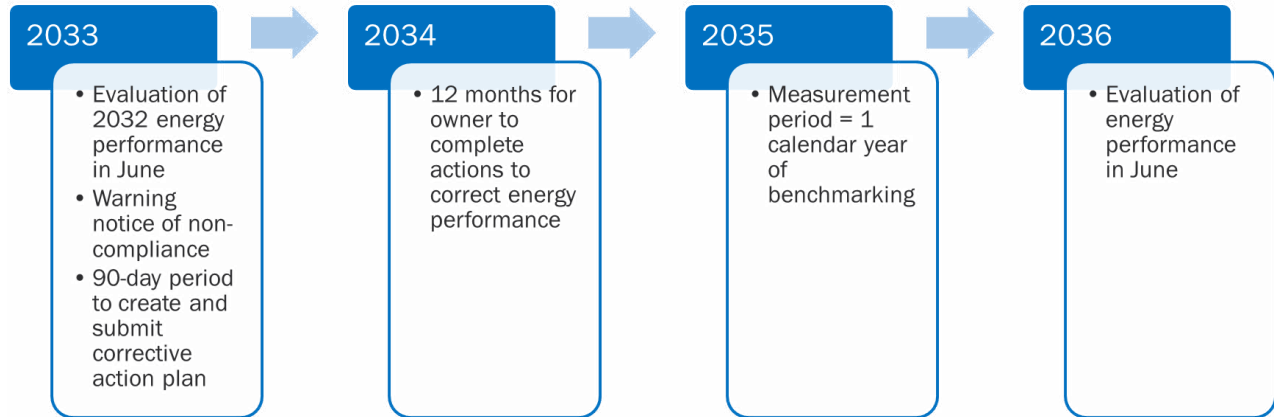 2033
• Evaluation of
2032 energy
performance
in June
• Warning
notice of non-
compliance
• 90-day period
to create and
submit
corrective
action plan
2034
• 12 months for
owner to
complete
actions to
correct energy
performance
2035
• Measurement
period = 1
calendar year
of
benchmarking
2036
• Evaluation of
energy
performance
in June